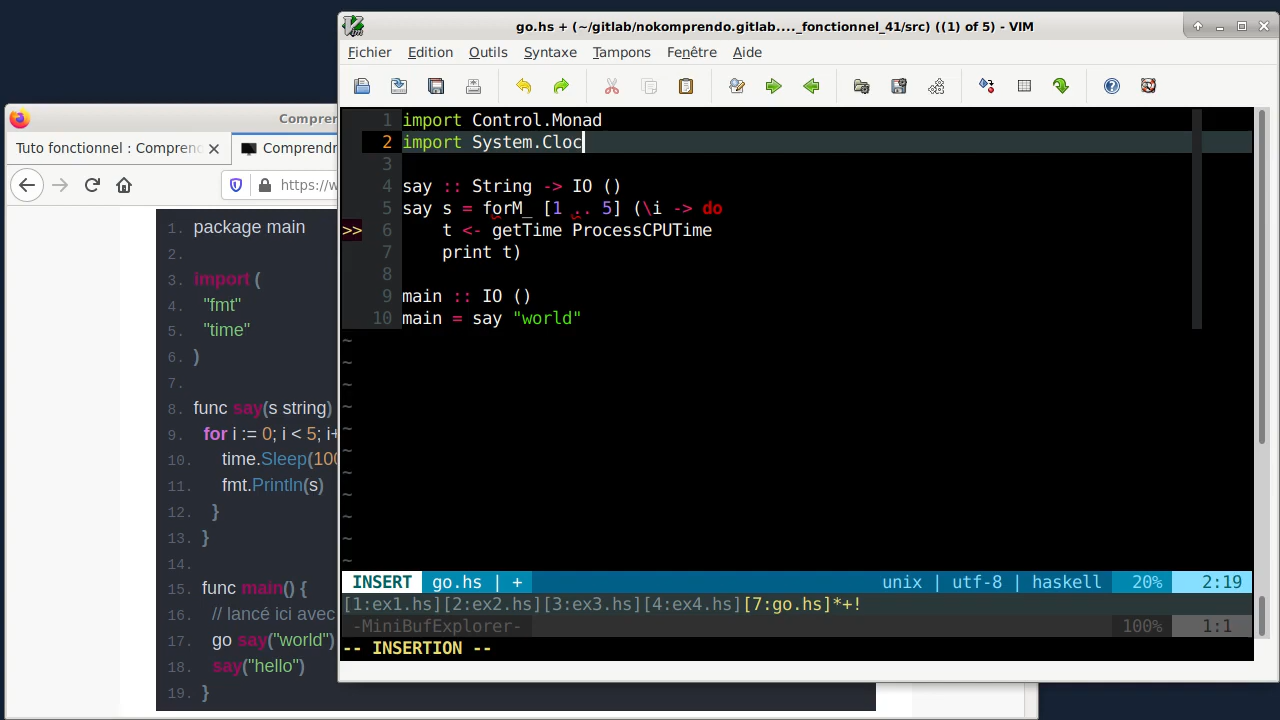 go.hs + (~/gitlab/nokomprendo.gitlab...._fonctionnel_41/src) ((1) of 5) - VIM
Fichier Edition Outils Syntaxe Tampons Fenêtre Aide
1 import Control.Monad
2 import System.Cloc
3
4 say :: String -> IO ()
5 say s = forM_ [1 .. 5] (\i -> do
>> 6 t <- getTime ProcessCPUTime
7 print t)
8
9 main :: IO ()
10 main = say "world"
~
~
~
~
~
~
~
~
~
~
~
INSERT go.hs | + unix | utf-8 | haskell 20% 2:19
[1:ex1.hs][2:ex2.hs][3:ex3.hs][4:ex4.hs][7:go.hs]*+!
-MiniBufExplorer- 100% 1:1
-- INSERTION --
Compren
Tuto fonctionnel : Comprend
Comprendr
https://w
1. package main
2.
3. import (
4. "fmt"
5. "time"
6. )
7.
8. func say(s string)
9. for i := 0; i < 5; i+
10. time.Sleep(100
11. fmt.Println(s)
12. }
13. }
14.
15. func main() {
16. // lancé ici avec
17. go say("world")
18. say("hello")
19. }